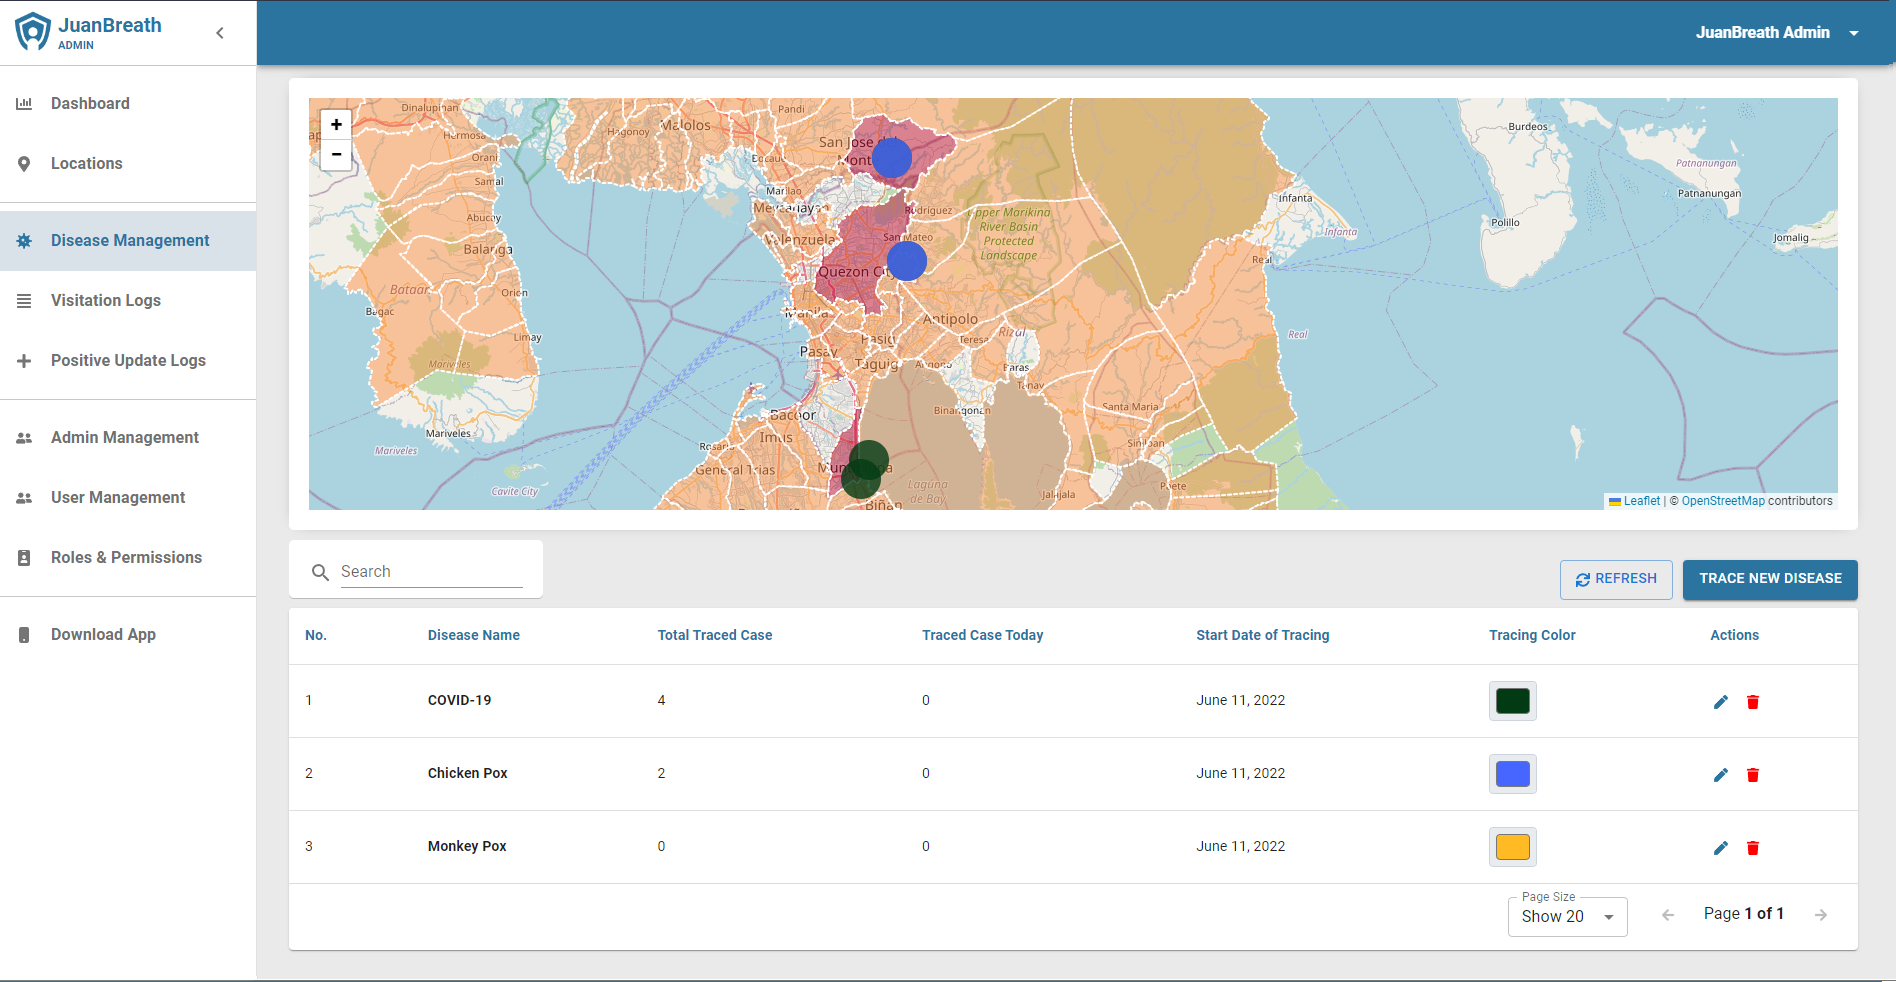 JuanBreath
ADMIN
JuanBreath Admin
Dashboard
Locations
Disease Management
Visitation Logs
Positive Update Logs
Admin Management
User Management
Roles & Permissions
Download App
+
−
Dinalupihan
Hermosa
Orani
Samal
Abucay
Balanga
Bataan
Orion
Bagac
Limay
Mariveles
Mariveles
Mariveles
Cavite City
Hagonoy
Malolos
Pandi
Bocaue
Marilao
Meycauayan
Valenzuela
San Jose del
Monte
Rodriguez
San Mateo
Quezon City
Upper Marikina
River Basin
Protected
Landscape
Manila
Antipolo
Pasig
Teresa
Rizal
Pasay
Taguig
Angono
Baras
Tanay
Bacoor
Binangonan
Imus
Rosario
General Trias
Muntinlupa
Laguna
de Bay
Biñan
Santa Maria
Siniloan
Paete
Jalajala
Infanta
Infanta
Real
Real
Burdeos
Polillo
Patnanungan
Patnanungan
Jomalig
Leaflet | © OpenStreetMap contributors
Search
REFRESH
TRACE NEW DISEASE
No. Disease Name Total Traced Case Traced Case Today Start Date of Tracing Tracing Color Actions
1 COVID-19 4 0 June 11, 2022
2 Chicken Pox 2 0 June 11, 2022
3 Monkey Pox 0 0 June 11, 2022
Page Size
Show 20
Page 1 of 1